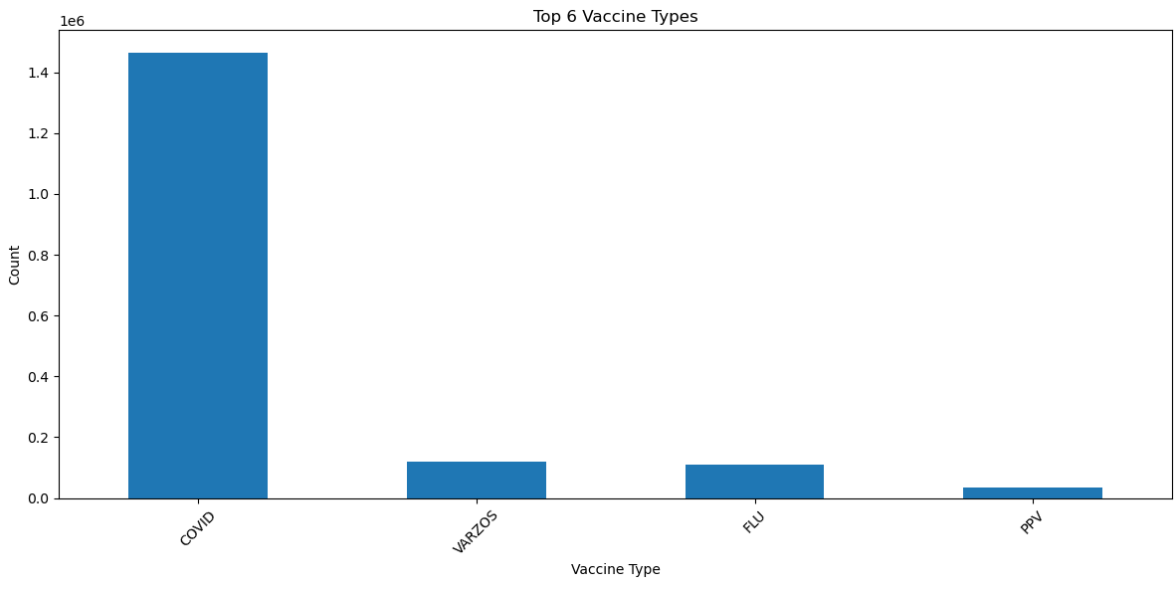 Top 6 Vaccine Types
1e6
1.4
1.2
1.0
0.8
0.6
0.4
0.2
0.0
Count
COVID
VARZOS
FLU
PPV
Vaccine Type